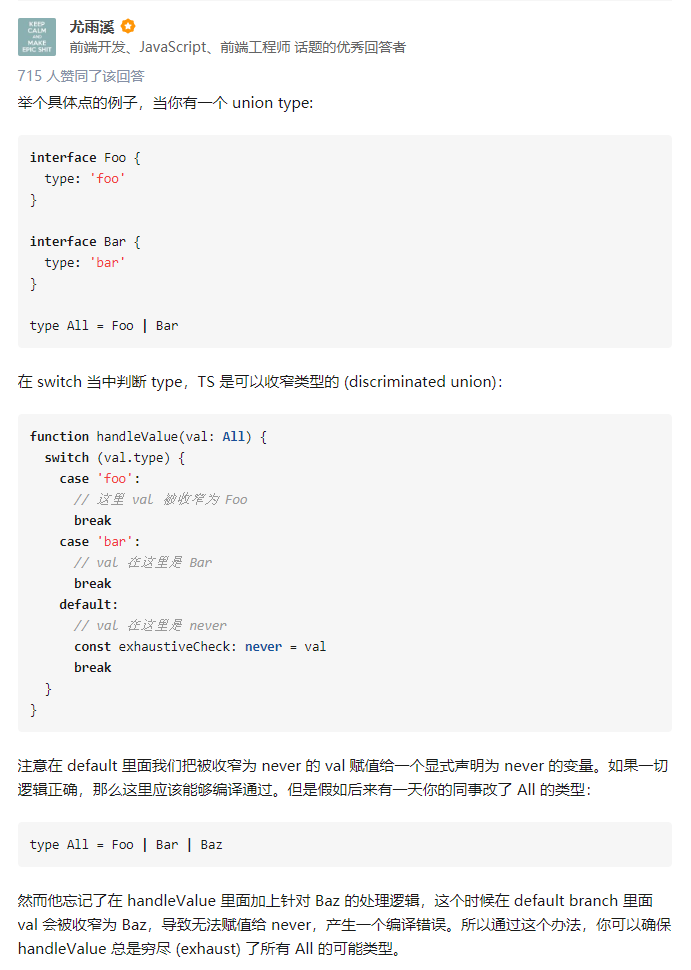 KEEP
CALM
AND
MAKE
EPIC SHIT
尤雨溪
前端开发、JavaScript、前端工程师 话题的优秀回答者
715 人赞同了该回答
举个具体点的例子，当你有一个 union type:
interface Foo {
  type: 'foo'
}
interface Bar {
  type: 'bar'
}
type All = Foo | Bar
在 switch 当中判断 type，TS 是可以收窄类型的 (discriminated union)：
function handleValue(val: All) {
  switch (val.type) {
    case 'foo':
      // 这里 val 被收窄为 Foo
      break
    case 'bar':
      // val 在这里是 Bar
      break
    default:
      // val 在这里是 never
      const exhaustiveCheck: never = val
      break
  }
}
注意在 default 里面我们把被收窄为 never 的 val 赋值给一个显式声明为 never 的变量。如果一切
逻辑正确，那么这里应该能够编译通过。但是假如后来有一天你的同事改了 All 的类型：
type All = Foo | Bar | Baz
然而他忘记了在 handleValue 里面加上针对 Baz 的处理逻辑，这个时候在 default branch 里面
val 会被收窄为 Baz，导致无法赋值给 never，产生一个编译错误。所以通过这个办法，你可以确保
handleValue 总是穷尽 (exhaust) 了所有 All 的可能类型。